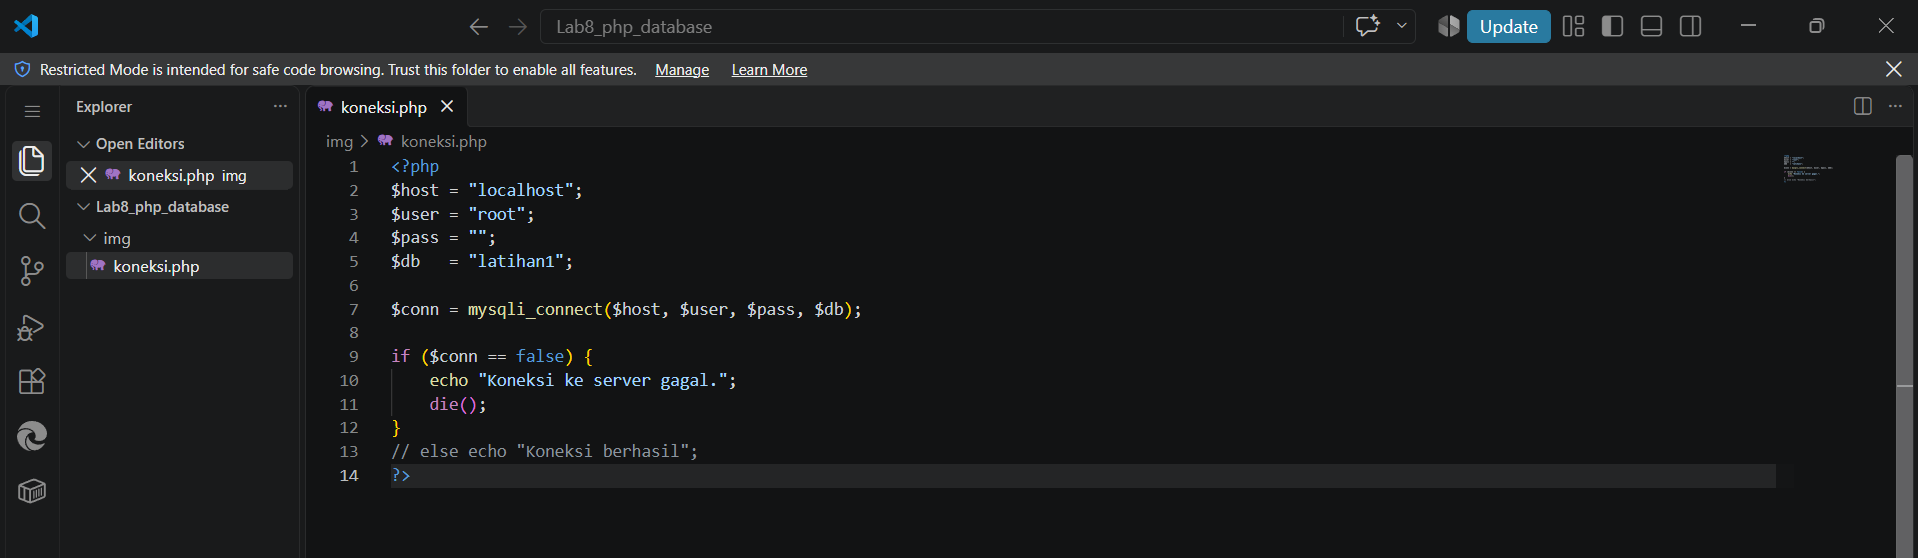 Lab8_php_database
Update
Restricted Mode is intended for safe code browsing. Trust this folder to enable all features. Manage Learn More
Explorer
koneksi.php
Open Editors
koneksi.php img
Lab8_php_database
img
koneksi.php
img > koneksi.php
1 <?php
2 $host = "localhost";
3 $user = "root";
4 $pass = "";
5 $db   = "latihan1";
6
7 $conn = mysqli_connect($host, $user, $pass, $db);
8
9 if ($conn == false) {
10     echo "Koneksi ke server gagal.";
11     die();
12 }
13 // else echo "Koneksi berhasil";
14 ?>